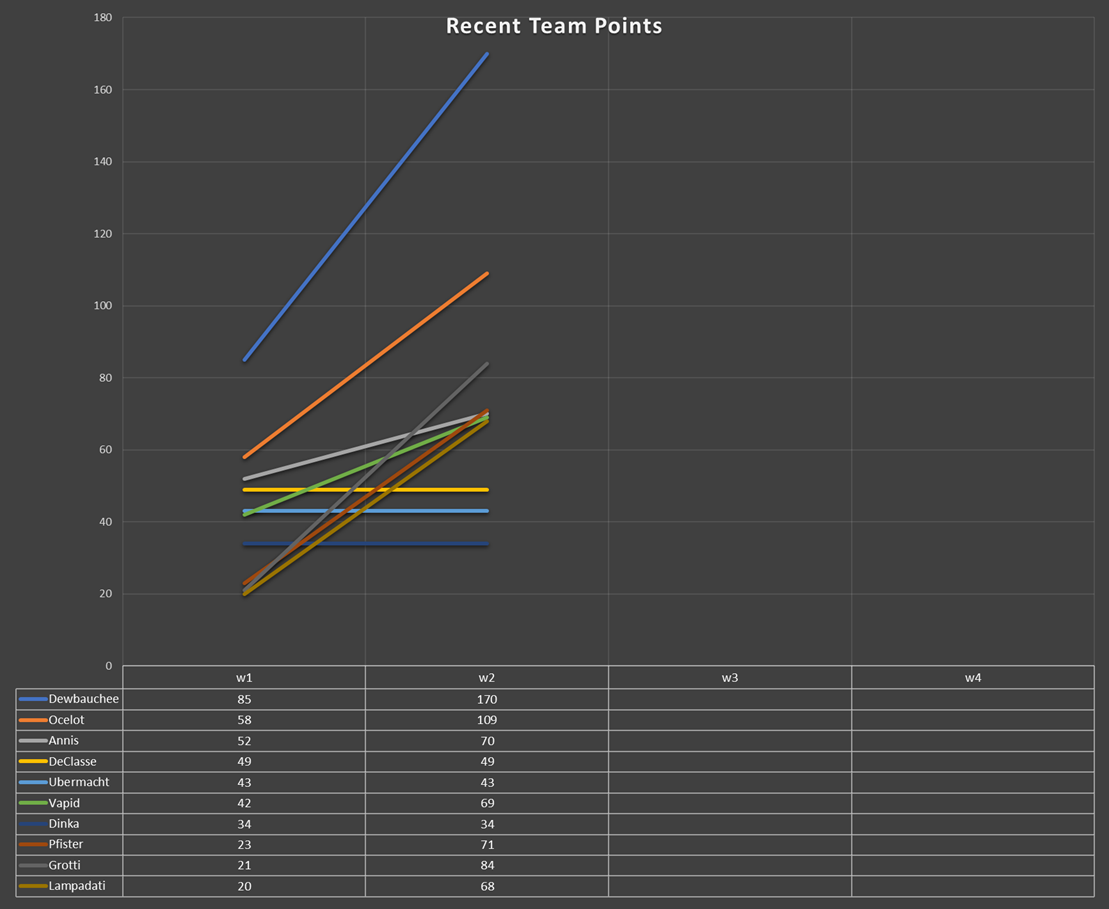 Recent Team Points
180
160
140
120
100
80
60
40
20
0
w1 w2 w3 w4
Dewbauchee 85 170
Ocelot 58 109
Annis 52 70
DeClasse 49 49
Ubermacht 43 43
Vapid 42 69
Dinka 34 34
Pfister 23 71
Grotti 21 84
Lampadati 20 68